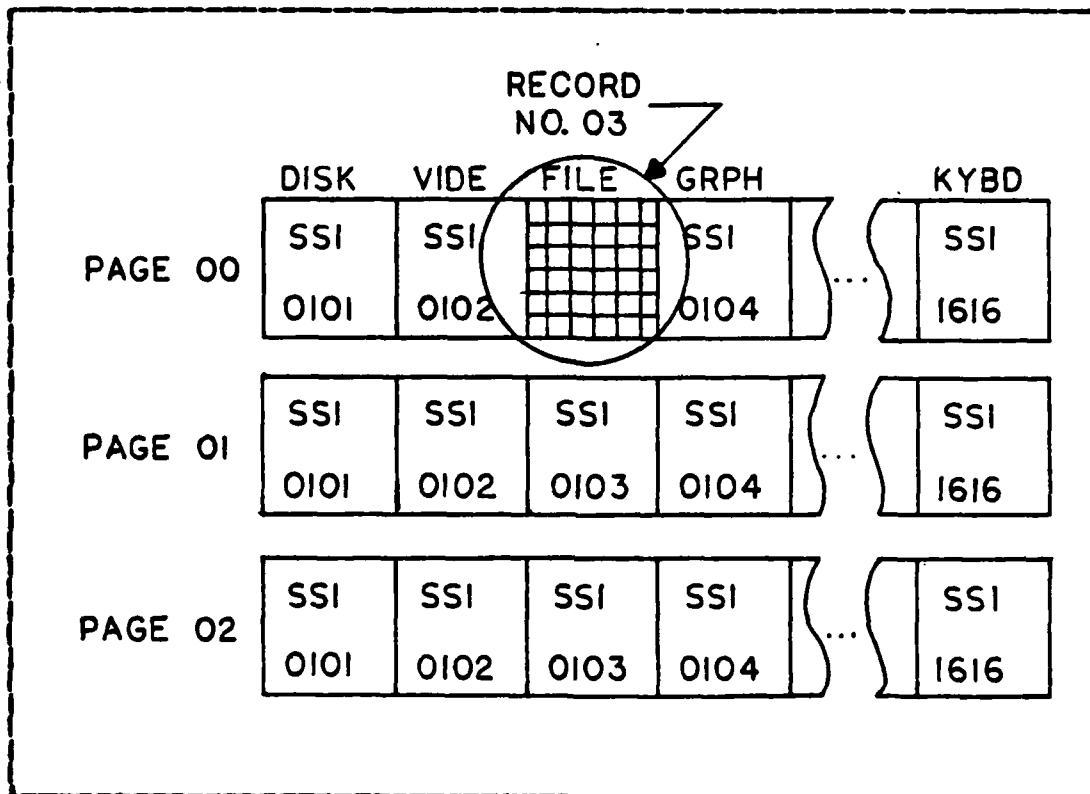 RECORD
NO. 03
DISK VIDE FILE GRPH KYBD
PAGE 00
SSI SSI SSI SSI
0101 0102 0104 ... 1616
PAGE 01
SSI SSI SSI SSI SSI
0101 0102 0103 0104 ... 1616
PAGE 02
SSI SSI SSI SSI SSI
0101 0102 0103 0104 ... 1616